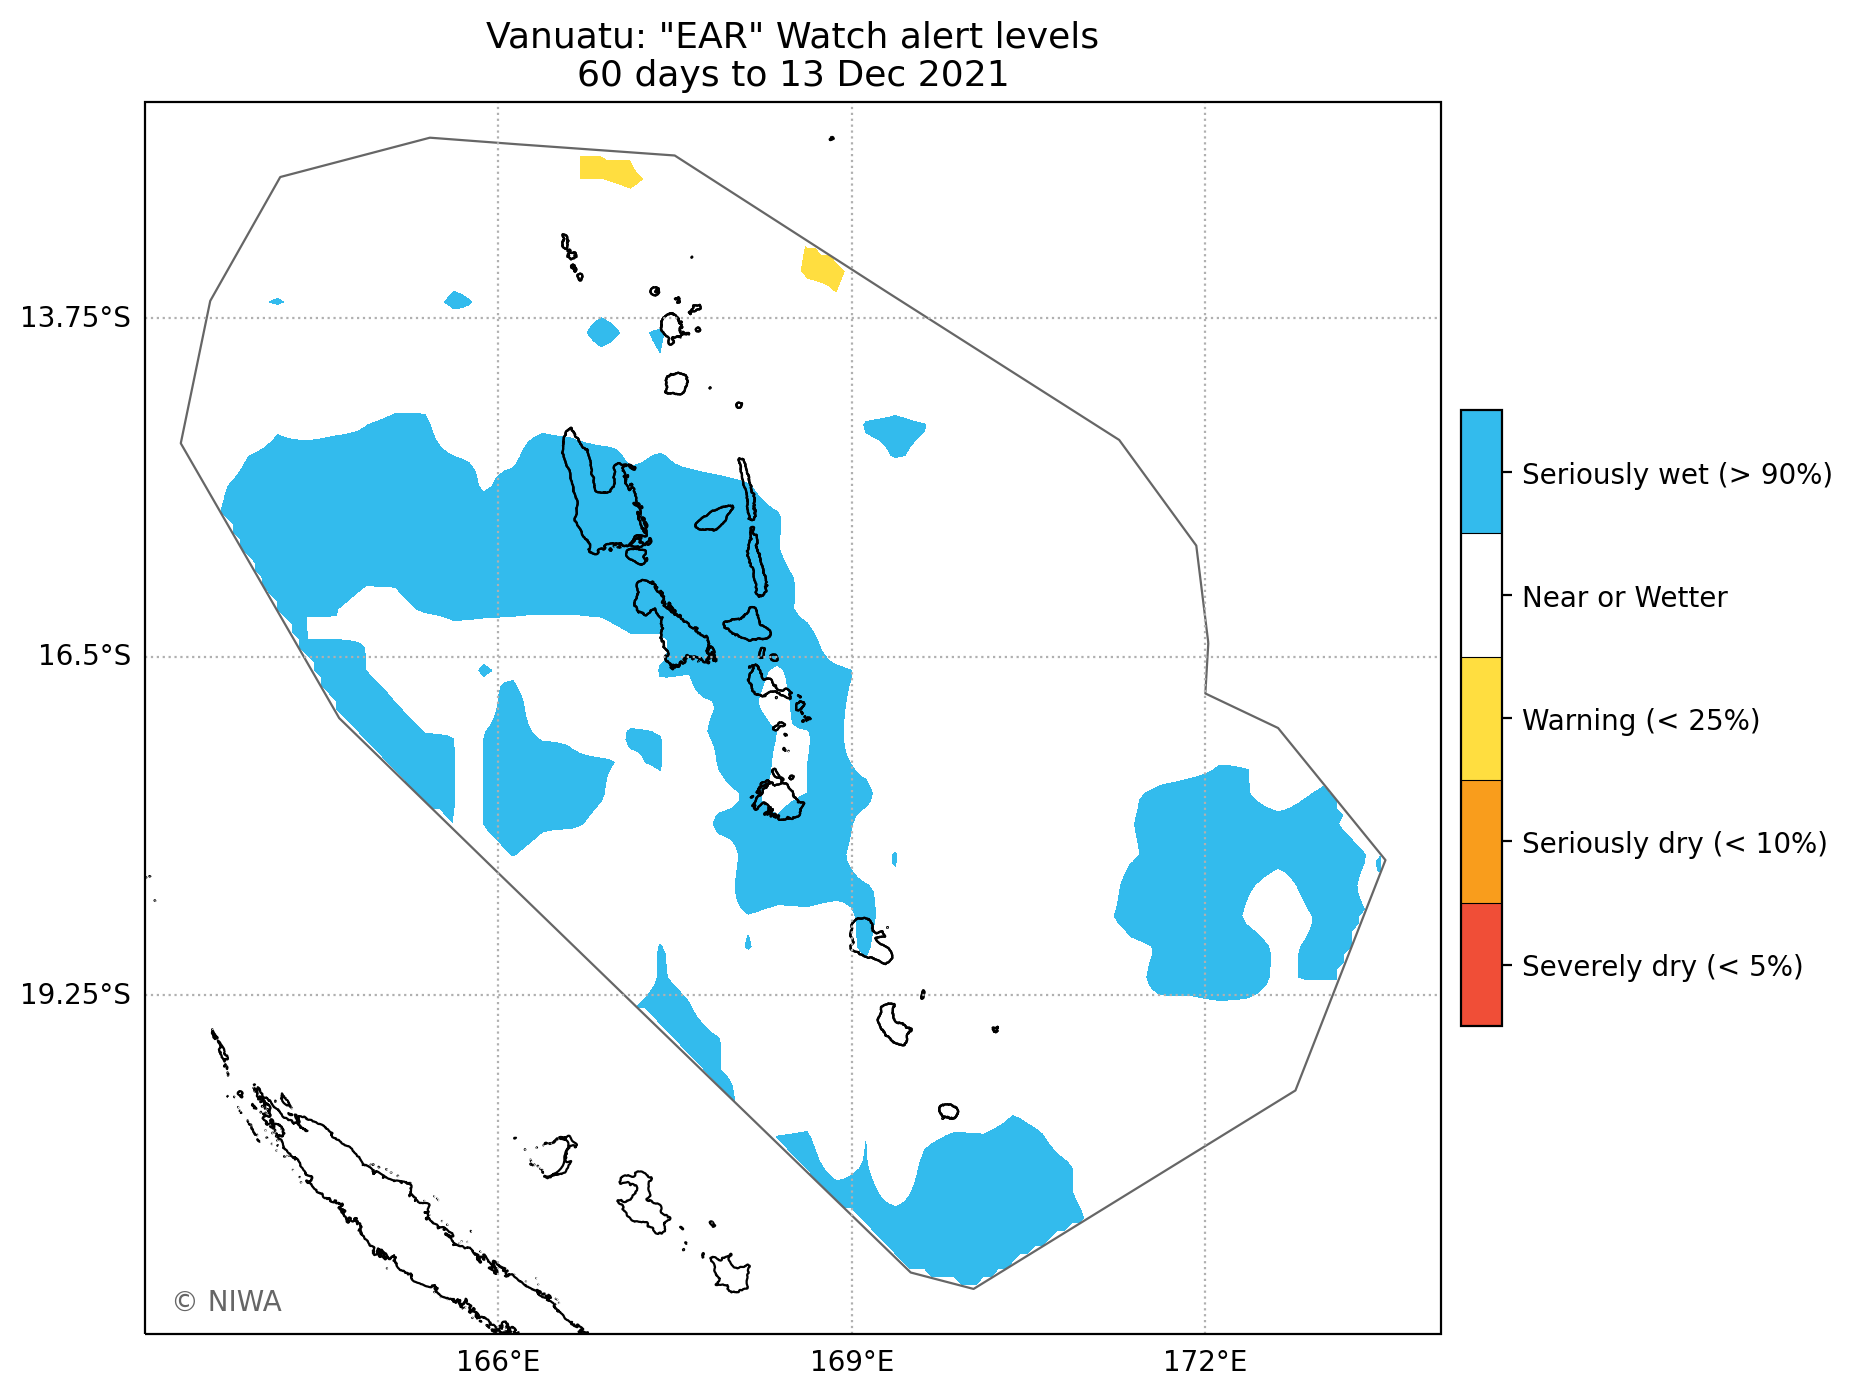 Vanuatu: "EAR" Watch alert levels
60 days to 13 Dec 2021
13.75°S
16.5°S
19.25°S
166°E
169°E
172°E
Seriously wet (> 90%)
Near or Wetter
Warning (< 25%)
Seriously dry (< 10%)
Severely dry (< 5%)
© NIWA